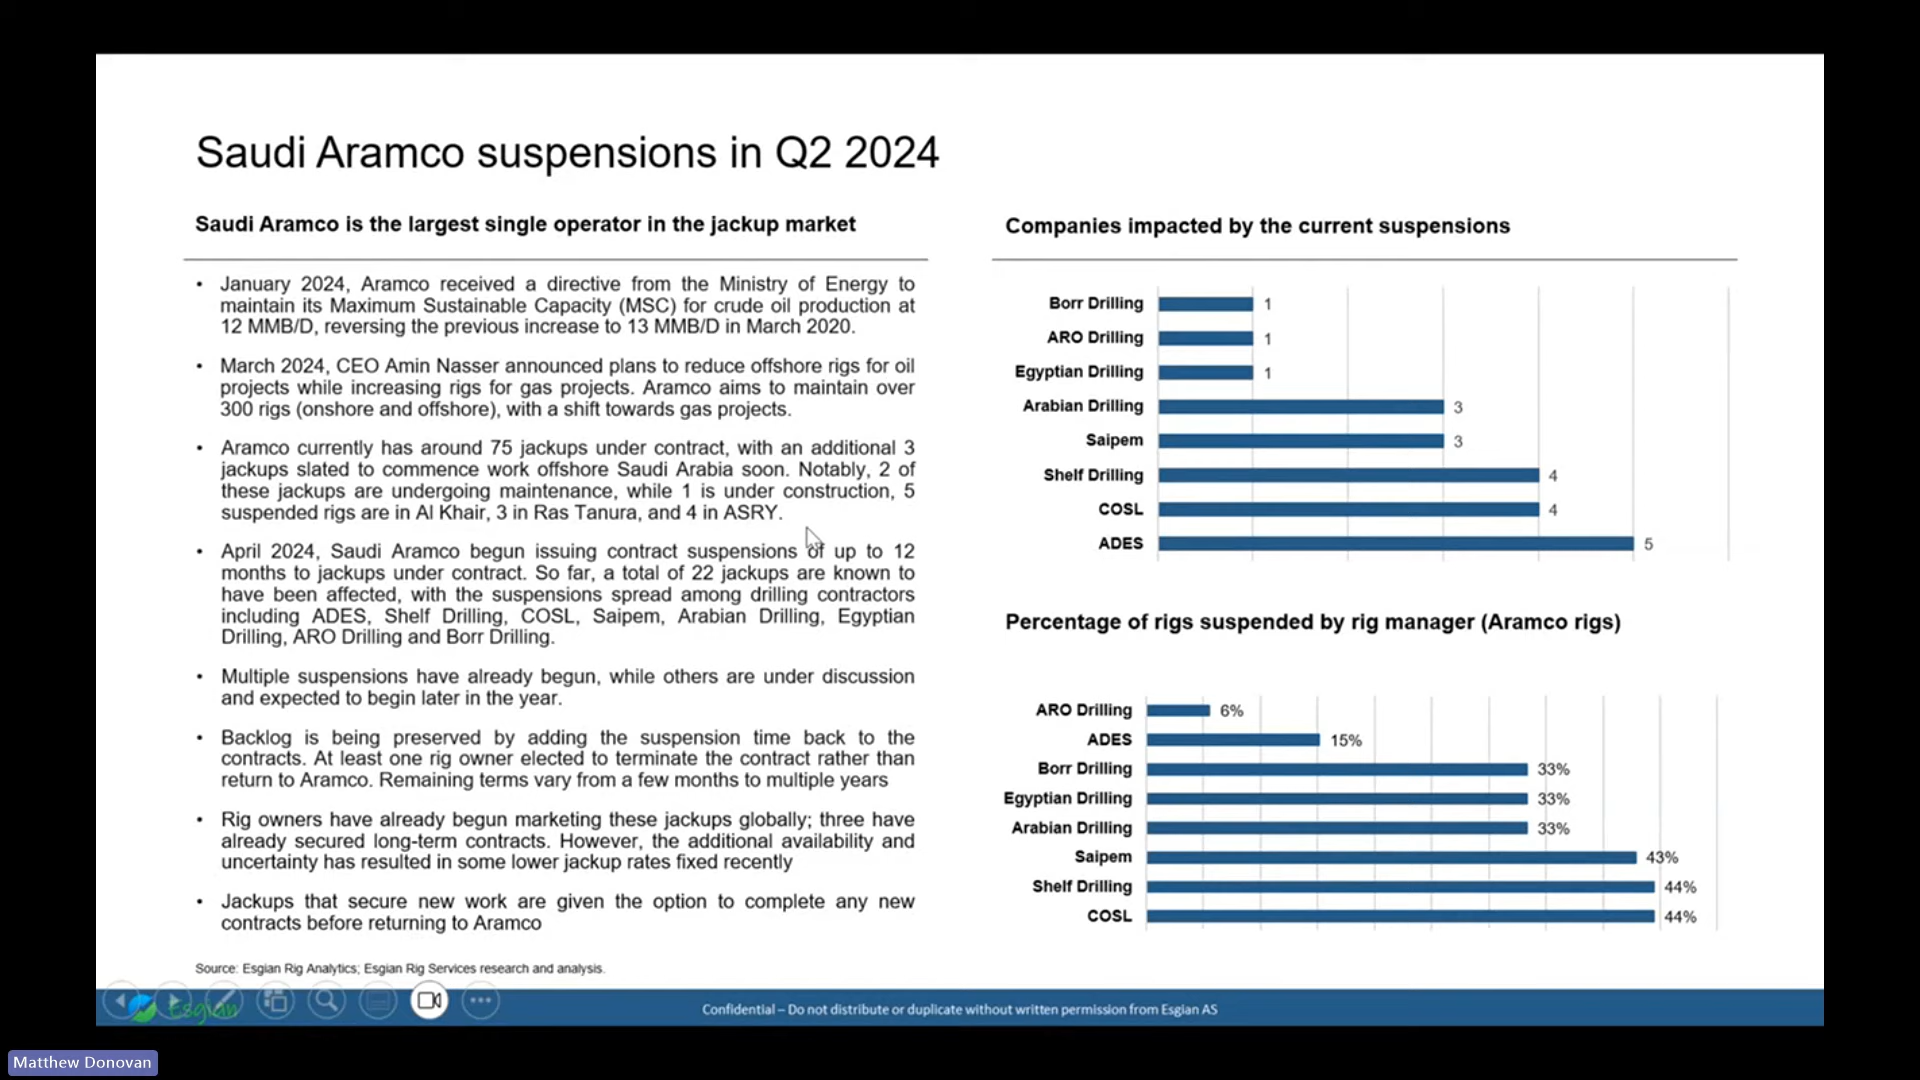 Saudi Aramco suspensions in Q2 2024
Saudi Aramco is the largest single operator in the jackup market
• January 2024, Aramco received a directive from the Ministry of Energy to
maintain its Maximum Sustainable Capacity (MSC) for crude oil production at
12 MMB/D, reversing the previous increase to 13 MMB/D in March 2020.
• March 2024, CEO Amin Nasser announced plans to reduce offshore rigs for oil
projects while increasing rigs for gas projects. Aramco aims to maintain over
300 rigs (onshore and offshore), with a shift towards gas projects.
• Aramco currently has around 75 jackups under contract, with an additional 3
jackups slated to commence work offshore Saudi Arabia soon. Notably, 2 of
these jackups are undergoing maintenance, while 1 is under construction, 5
suspended rigs are in Al Khair, 3 in Ras Tanura, and 4 in ASRY.
• April 2024, Saudi Aramco begun issuing contract suspensions of up to 12
months to jackups under contract. So far, a total of 22 jackups are known to
have been affected, with the suspensions spread among drilling contractors
including ADES, Shelf Drilling, COSL, Saipem, Arabian Drilling, Egyptian
Drilling, ARO Drilling and Borr Drilling.
• Multiple suspensions have already begun, while others are under discussion
and expected to begin later in the year.
• Backlog is being preserved by adding the suspension time back to the
contracts. At least one rig owner elected to terminate the contract rather than
return to Aramco. Remaining terms vary from a few months to multiple years
• Rig owners have already begun marketing these jackups globally; three have
already secured long-term contracts. However, the additional availability and
uncertainty has resulted in some lower jackup rates fixed recently
• Jackups that secure new work are given the option to complete any new
contracts before returning to Aramco
Source: Esgian Rig Analytics; Esgian Rig Services research and analysis.
Companies impacted by the current suspensions
Borr Drilling 1
ARO Drilling 1
Egyptian Drilling 1
Arabian Drilling 3
Saipem 3
Shelf Drilling 4
COSL 4
ADES 5
Percentage of rigs suspended by rig manager (Aramco rigs)
ARO Drilling 6%
ADES 15%
Borr Drilling 33%
Egyptian Drilling 33%
Arabian Drilling 33%
Saipem 43%
Shelf Drilling 44%
COSL 44%
Esgian
Confidential – Do not distribute or duplicate without written permission from Esgian AS
Matthew Donovan